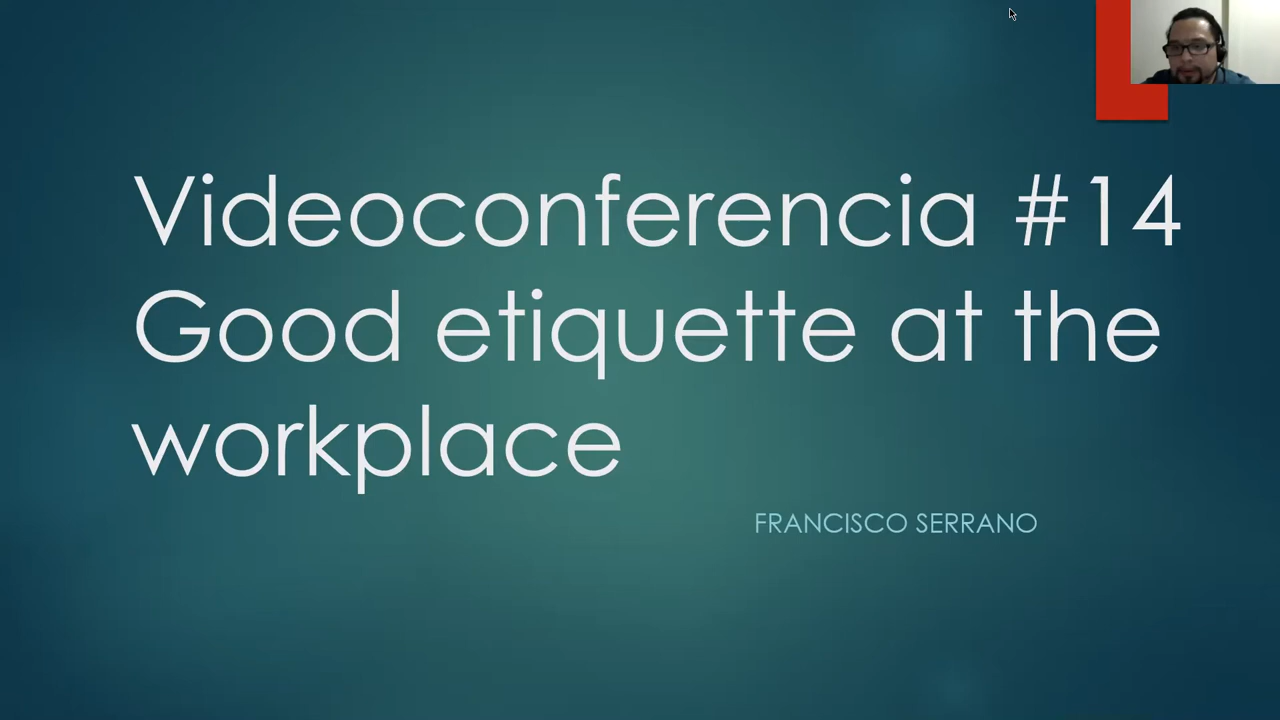 Videoconferencia #14
Good etiquette at the
workplace
FRANCISCO SERRANO